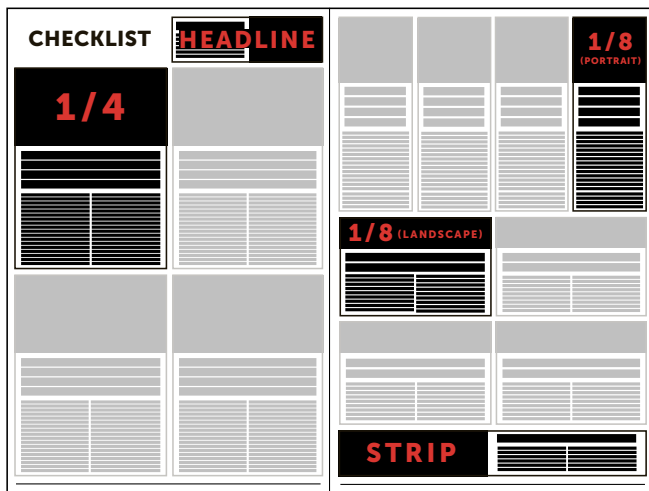 CHECKLIST
HEADLINE
1/4
1/8
(PORTRAIT)
1/8 (LANDSCAPE)
STRIP